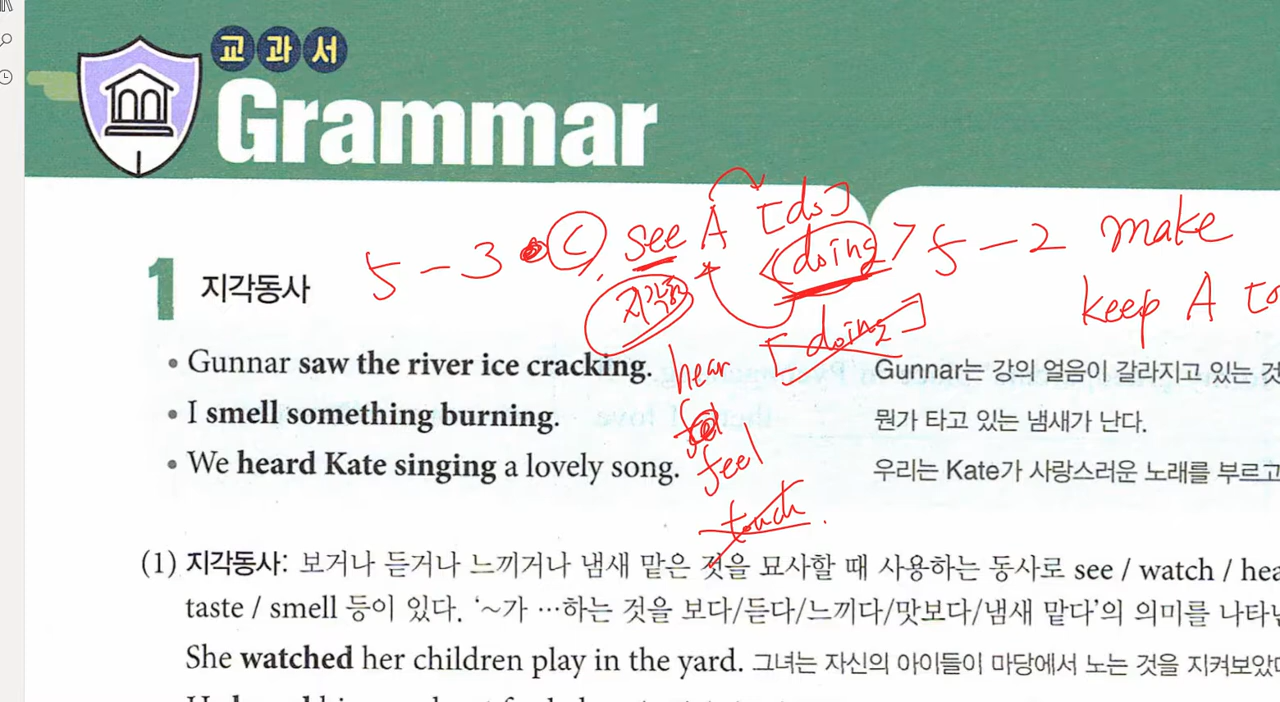 교과서
Grammar
5-3 (C), see A [do]
<doing> 5-2 make
지각동
keep A to
[doing]
1 지각동사
• Gunnar saw the river ice cracking. Gunnar는 강의 얼음이 갈라지고 있는 것
hear
• I smell something burning. 뭔가 타고 있는 냄새가 난다.
• We heard Kate singing a lovely song. 우리는 Kate가 사랑스러운 노래를 부르고
feel
touch.
(1) 지각동사: 보거나 듣거나 느끼거나 냄새 맡은 것을 묘사할 때 사용하는 동사로 see / watch / hea
taste / smell 등이 있다. '~가 …하는 것을 보다/듣다/느끼다/맛보다/냄새 맡다'의 의미를 나타낸
She watched her children play in the yard. 그녀는 자신의 아이들이 마당에서 노는 것을 지켜보았다